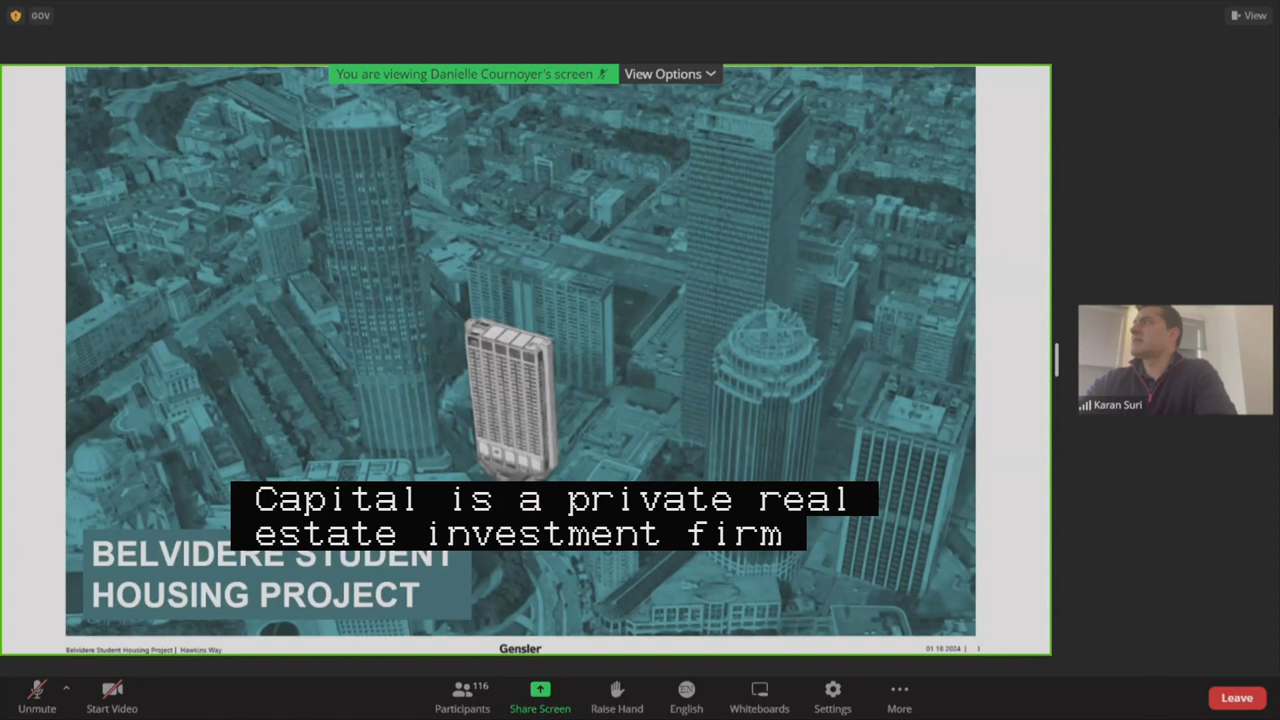 GOV
View
You are viewing Danielle Cournoyer's screen
View Options
Capital is a private real
estate investment firm
BELVIDERE STUDENT
HOUSING PROJECT
Karan Suri
Belvidere Student Housing Project | Hawkins Way
Gensler
01 18 2024 |
Unmute
Start Video
116
Participants
Share Screen
Raise Hand
EN
English
Whiteboards
Settings
More
Leave